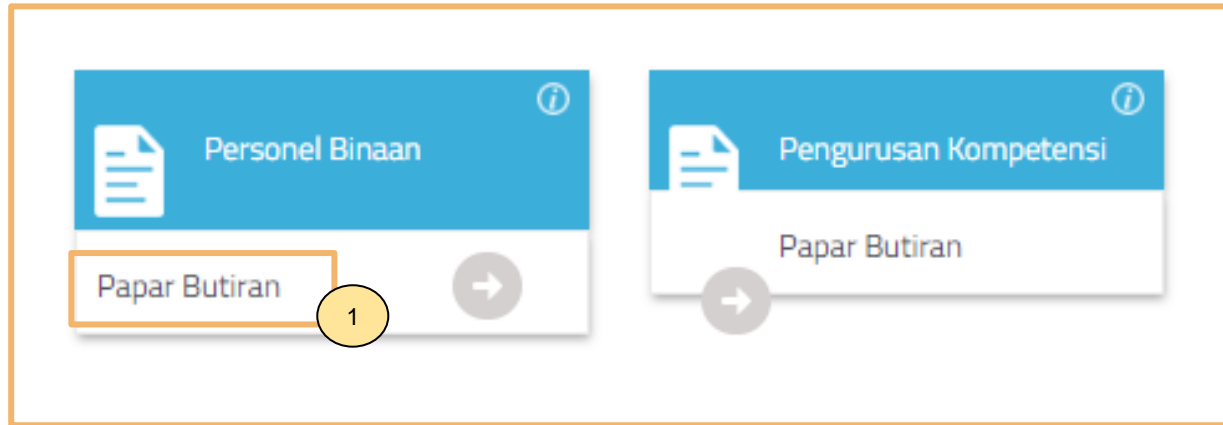 Personel Binaan
Papar Butiran
1
Pengurusan Kompetensi
Papar Butiran